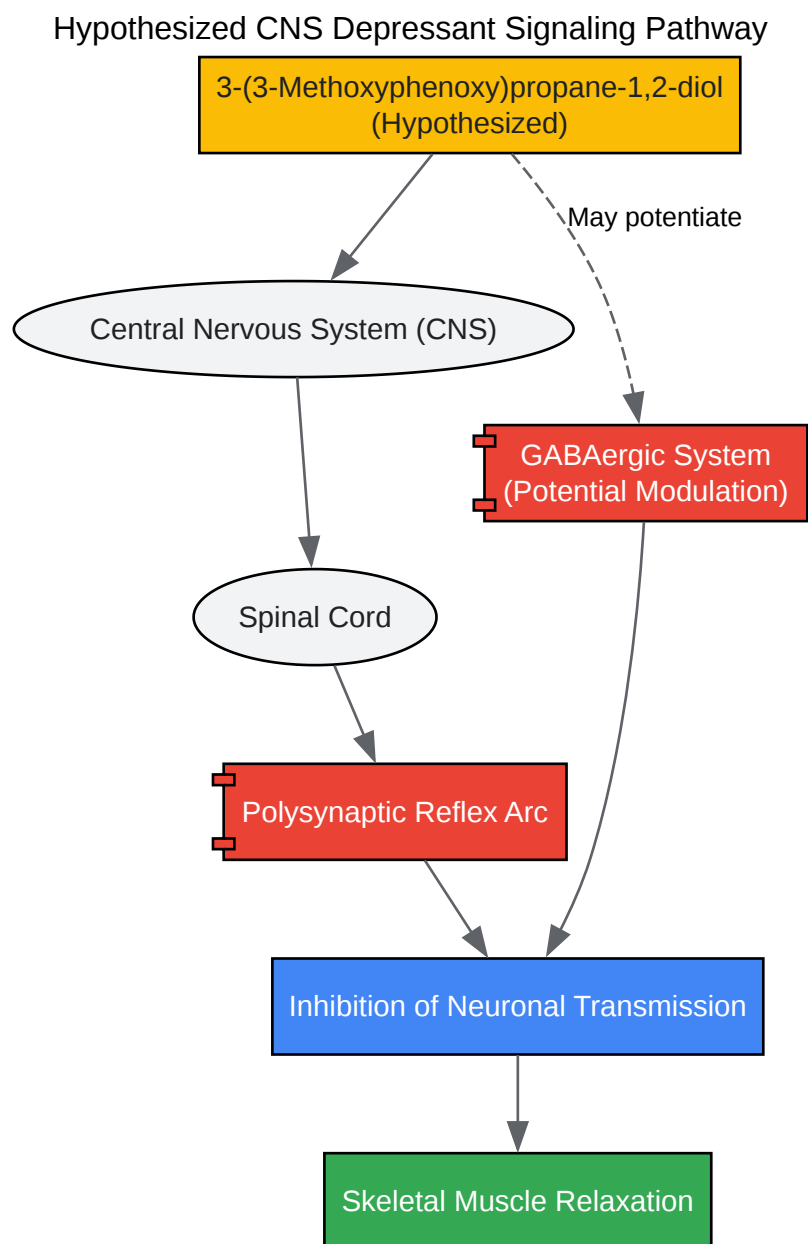 Hypothesized CNS Depressant Signaling Pathway
3-(3-Methoxyphenoxy)propane-1,2-diol
(Hypothesized)
May potentiate
Central Nervous System (CNS)
GABAergic System
(Potential Modulation)
Spinal Cord
Polysynaptic Reflex Arc
Inhibition of Neuronal Transmission
Skeletal Muscle Relaxation